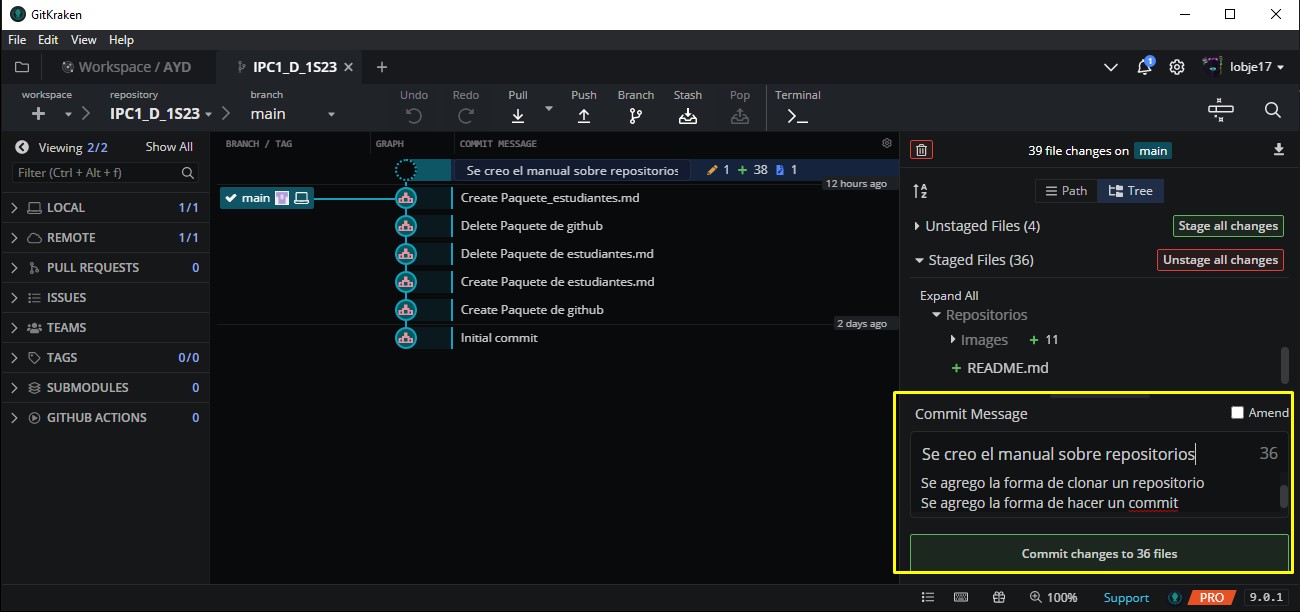 GitKraken
File Edit View Help
Workspace / AYD
IPC1_D_1S23
lobje17
1
workspace
repository
IPC1_D_1S23
branch
main
Undo
Redo
Pull
Push
Branch
Stash
Pop
Terminal
Viewing 2/2 Show All
Filter (Ctrl + Alt + f)
LOCAL 1/1
REMOTE 1/1
PULL REQUESTS 0
ISSUES
TEAMS
TAGS 0/0
SUBMODULES 0
GITHUB ACTIONS 0
BRANCH / TAG GRAPH COMMIT MESSAGE
Se creo el manual sobre repositorios 1 + 38 1
12 hours ago
main Create Paquete_estudiantes.md
Delete Paquete de github
Delete Paquete de estudiantes.md
Create Paquete de estudiantes.md
Create Paquete de github
2 days ago
Initial commit
39 file changes on main
A Z
Path Tree
Unstaged Files (4) Stage all changes
Staged Files (36) Unstage all changes
Expand All
Repositorios
Images + 11
+ README.md
Commit Message Amend
Se creo el manual sobre repositorios 36
Se agrego la forma de clonar un repositorio
Se agrego la forma de hacer un commit
Commit changes to 36 files
100% Support PRO 9.0.1